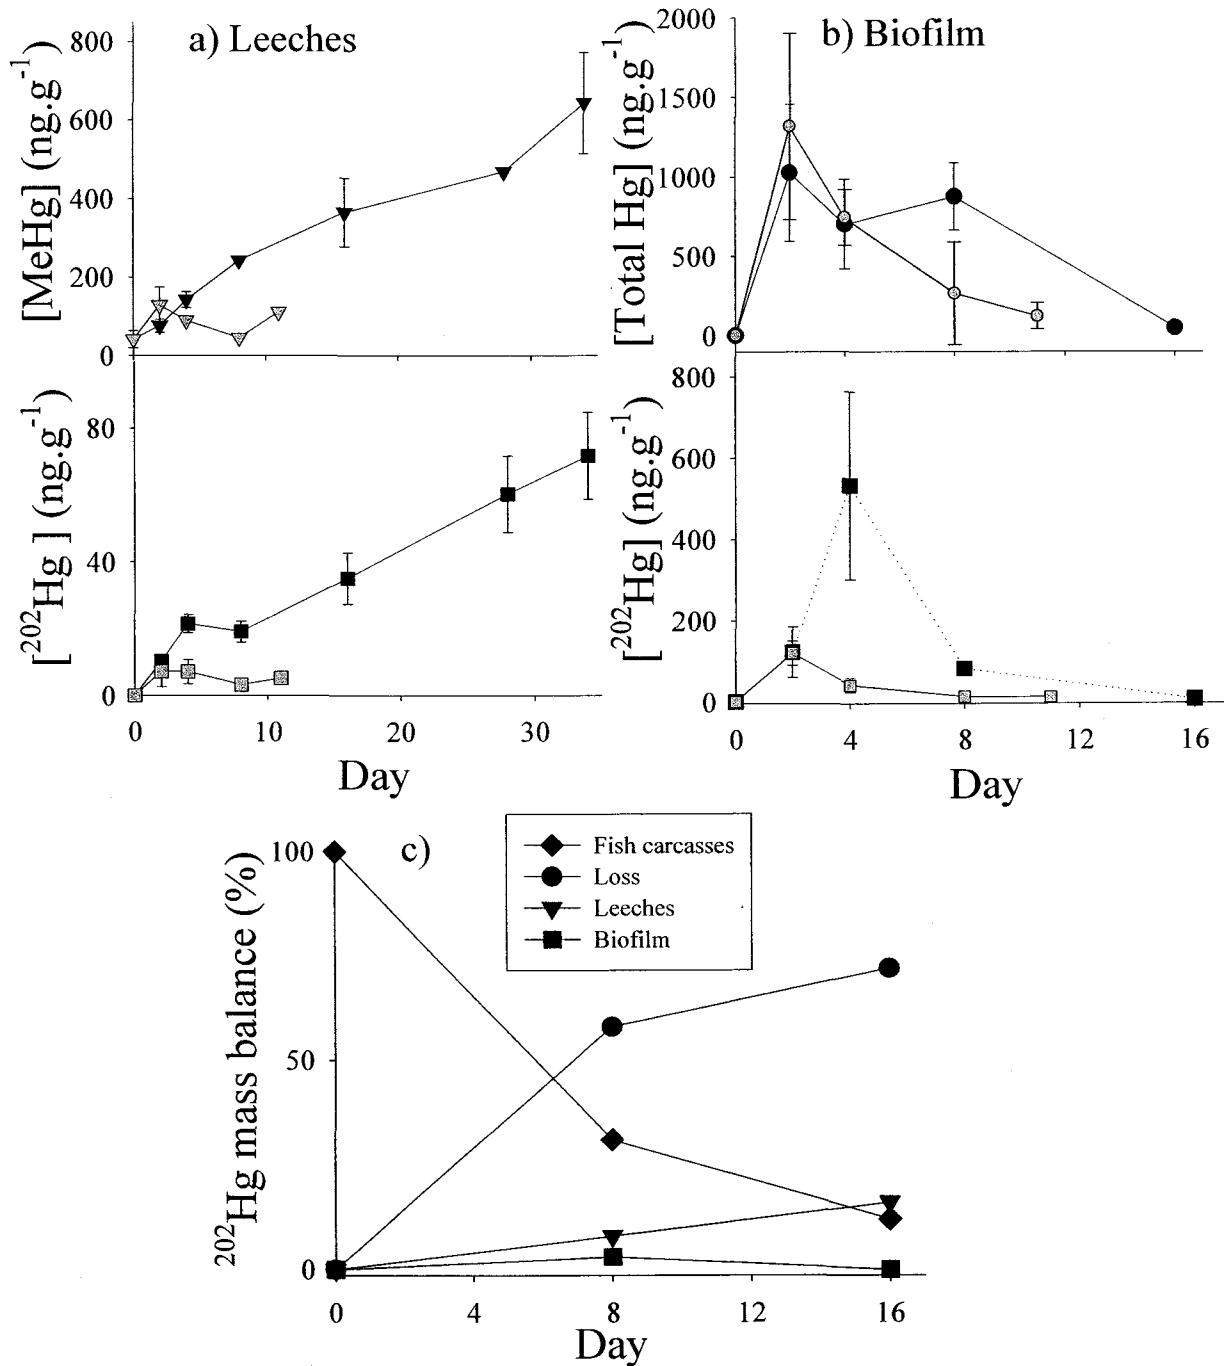 a) Leeches
[MeHg] (ng.g⁻¹)
800
600
400
200
0
[²⁰²Hg ] (ng.g⁻¹)
80
40
0
0 10 20 30
Day
b) Biofilm
[Total Hg] (ng.g⁻¹)
2000
1500
1000
500
0
[²⁰²Hg] (ng.g⁻¹)
800
600
400
200
0
0 4 8 12 16
Day
c)
Fish carcasses
Loss
Leeches
Biofilm
²⁰²Hg mass balance (%)
100
50
0
0 4 8 12 16
Day